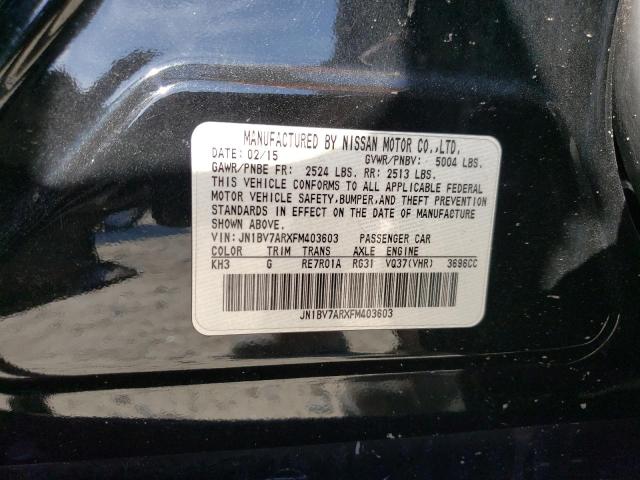 MANUFACTURED BY NISSAN MOTOR CO.,LTD.
DATE: 02/15 GVWR/PNBV: 5004 LBS.
GAWR/PNBE FR: 2524 LBS. RR: 2513 LBS.
THIS VEHICLE CONFORMS TO ALL APPLICABLE FEDERAL
MOTOR VEHICLE SAFETY,BUMPER,AND THEFT PREVENTION
STANDARDS IN EFFECT ON THE DATE OF MANUFACTURE
SHOWN ABOVE.
VIN: JN1BV7ARXFM403603 PASSENGER CAR
COLOR TRIM TRANS AXLE ENGINE
KH3 G RE7R01A RG31 VQ37(VHR) 3696CC
JN1BV7ARXFM403603